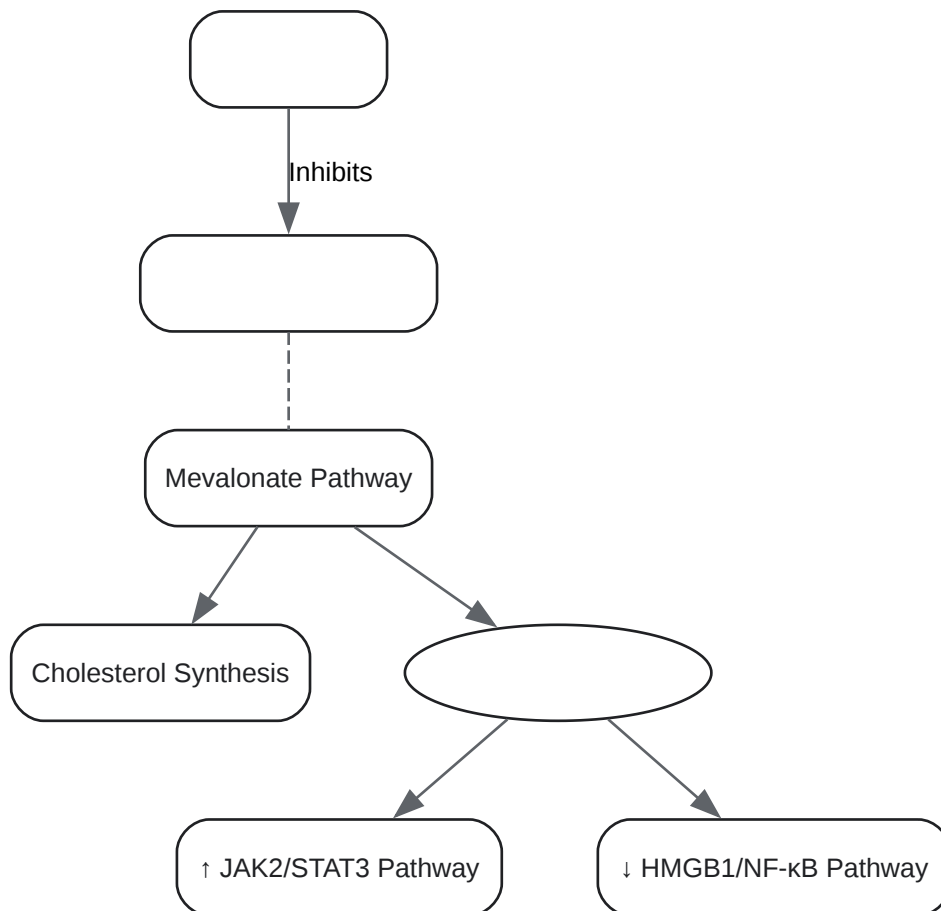 Inhibits
Mevalonate Pathway
Cholesterol Synthesis
↑ JAK2/STAT3 Pathway
↓ HMGB1/NF-κB Pathway